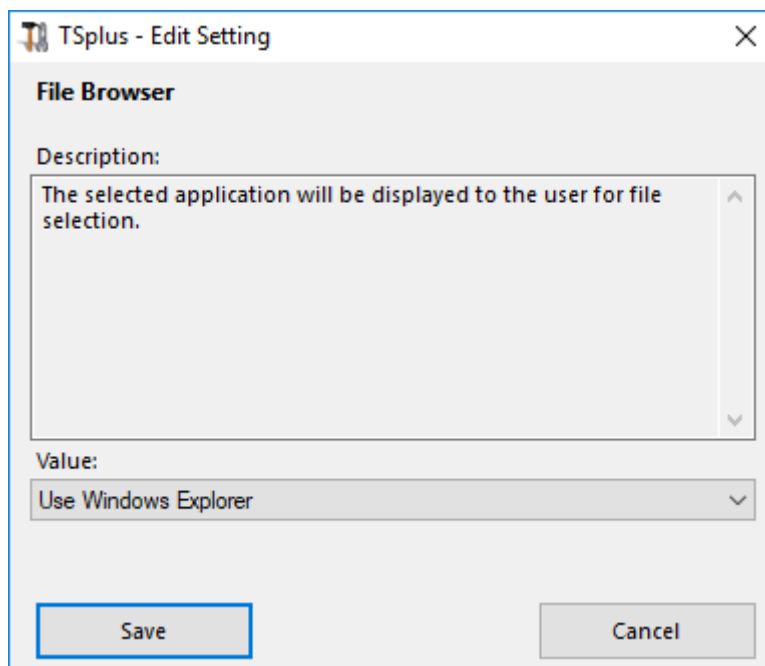 TSplus - Edit Setting
File Browser
Description:
The selected application will be displayed to the user for file
selection.
Value:
Use Windows Explorer
Save
Cancel